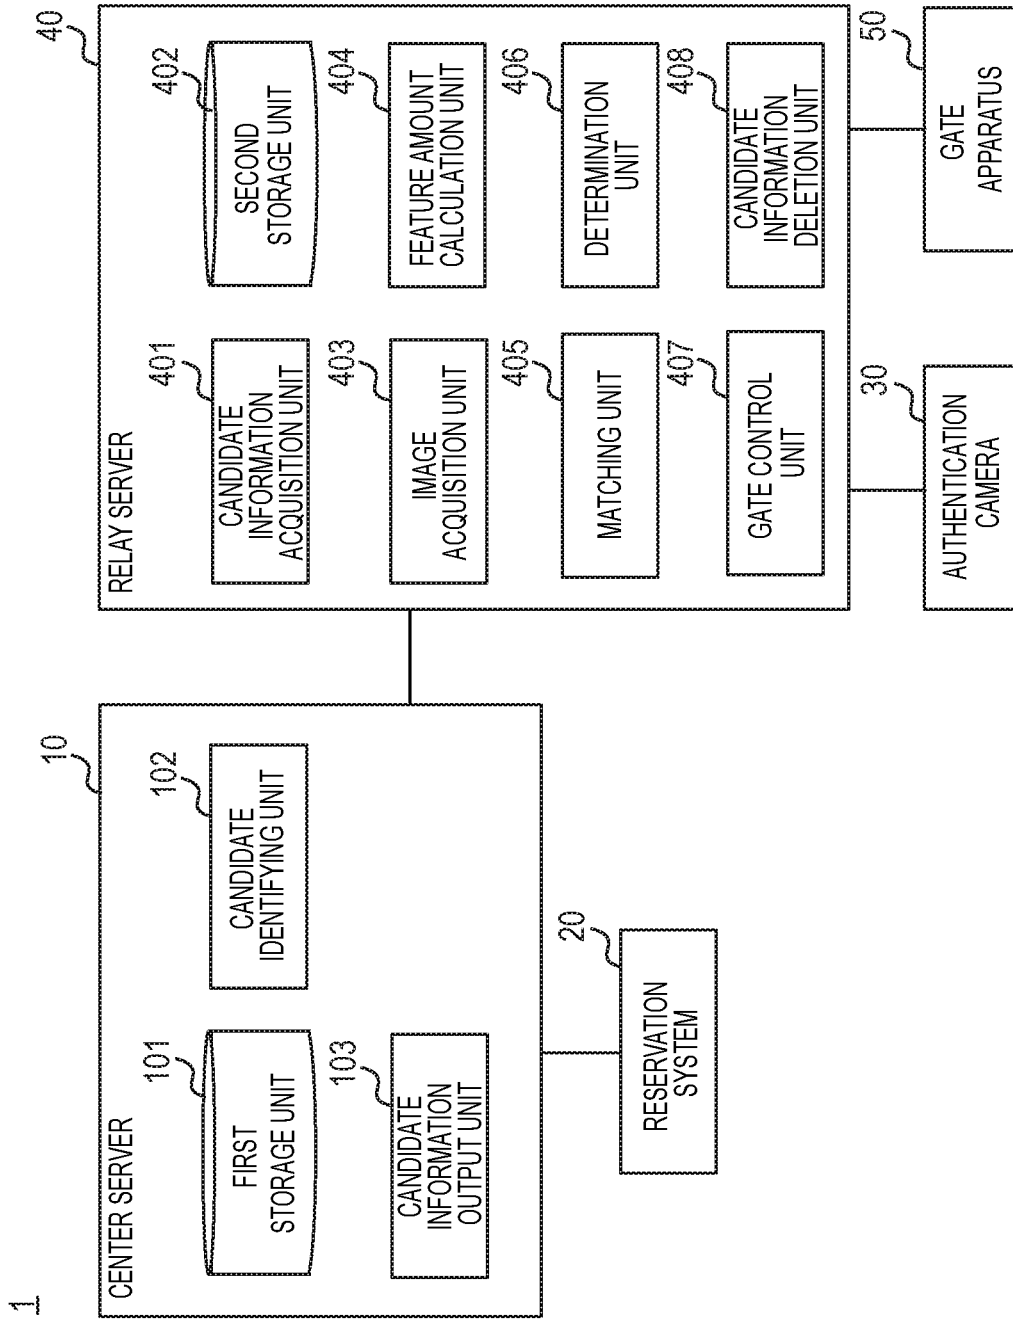 1
CENTER SERVER
10
101
FIRST
STORAGE UNIT
102
CANDIDATE
IDENTIFYING UNIT
103
CANDIDATE
INFORMATION
OUTPUT UNIT
20
RESERVATION
SYSTEM
RELAY SERVER
40
401
CANDIDATE
INFORMATION
ACQUISITION UNIT
402
SECOND
STORAGE UNIT
403
IMAGE
ACQUISITION UNIT
404
FEATURE AMOUNT
CALCULATION UNIT
405
MATCHING UNIT
406
DETERMINATION
UNIT
407
GATE CONTROL
UNIT
408
CANDIDATE
INFORMATION
DELETION UNIT
30
AUTHENTICATION
CAMERA
50
GATE
APPARATUS